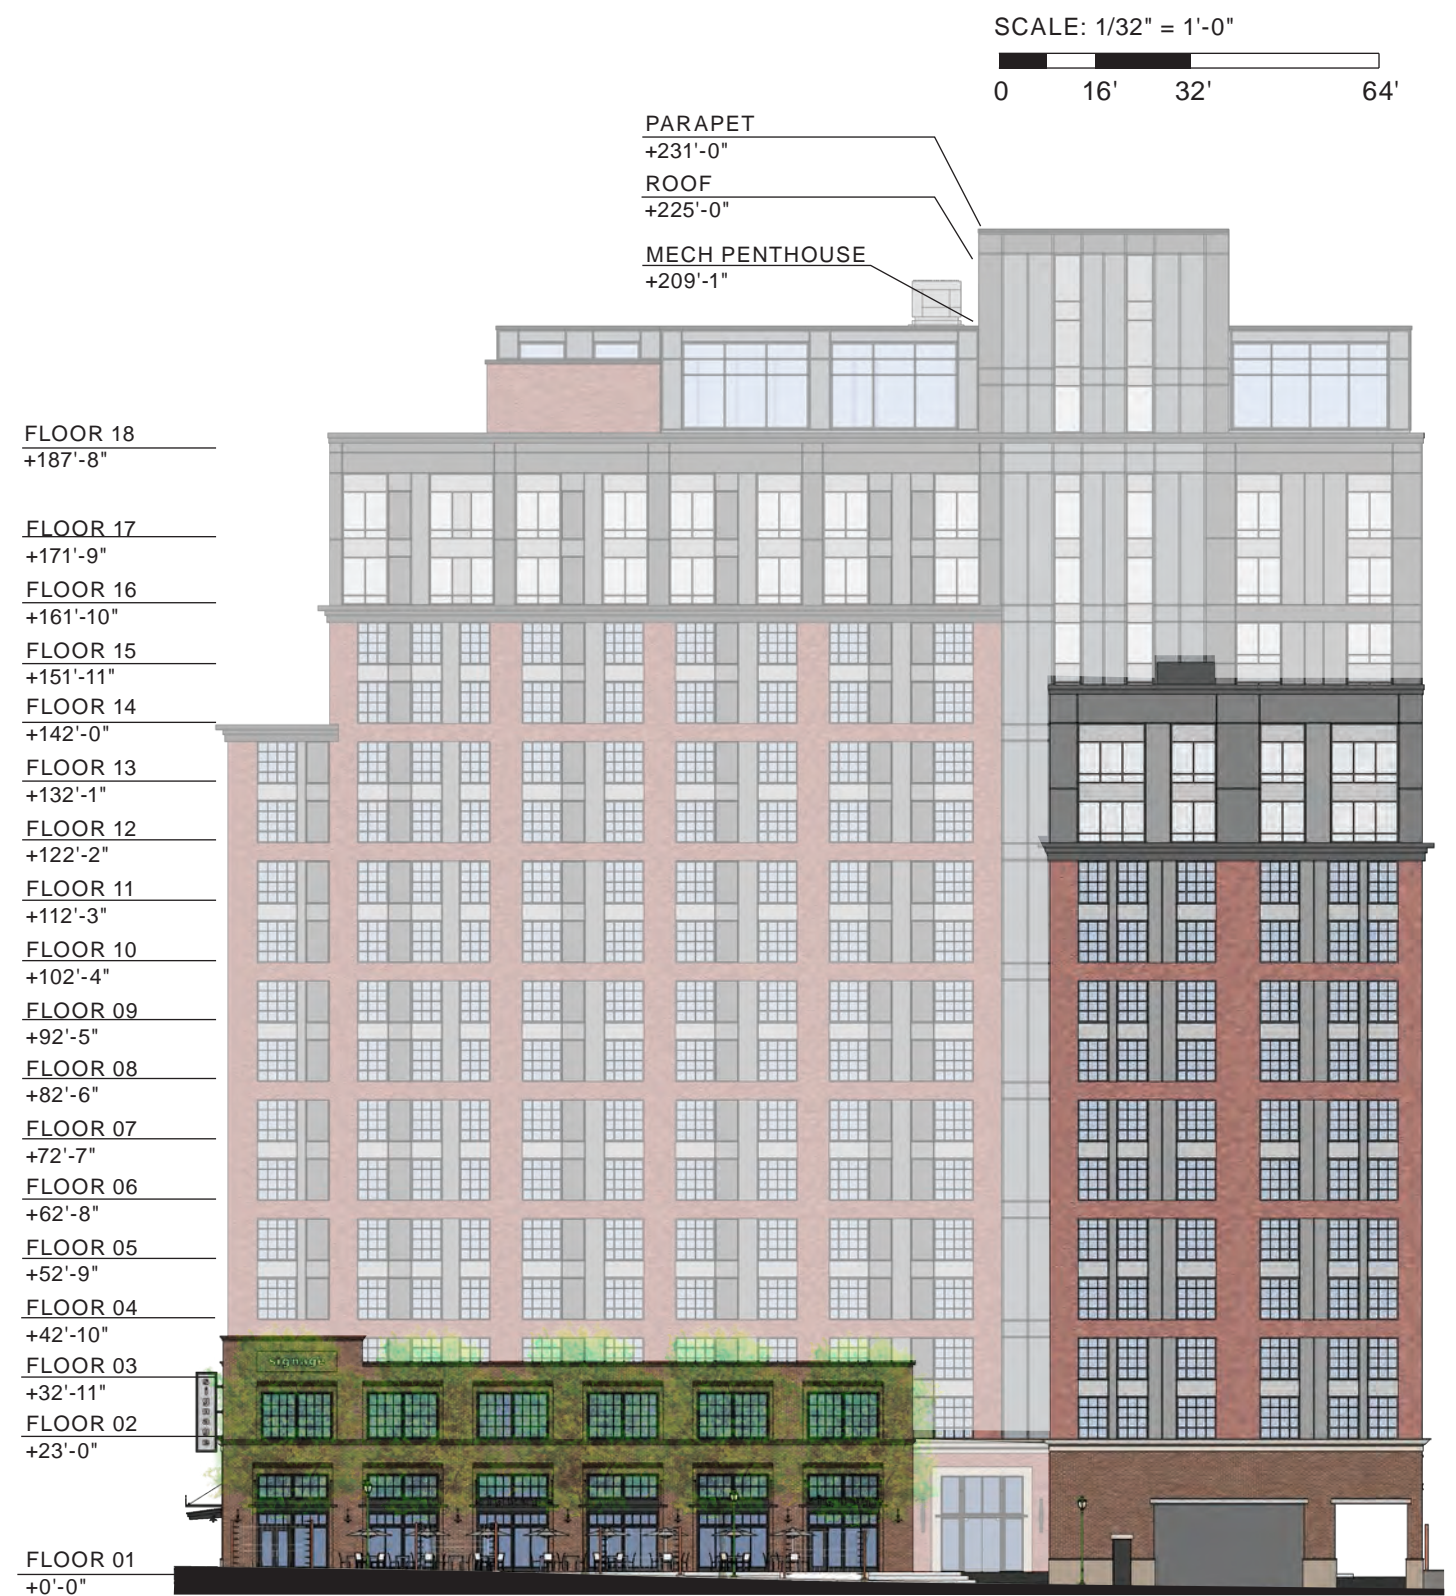 SCALE: 1/32" = 1'-0"
0 16' 32' 64'
PARAPET
+231'-0"
ROOF
+225'-0"
MECH PENTHOUSE
+209'-1"
FLOOR 18
+187'-8"
FLOOR 17
+171'-9"
FLOOR 16
+161'-10"
FLOOR 15
+151'-11"
FLOOR 14
+142'-0"
FLOOR 13
+132'-1"
FLOOR 12
+122'-2"
FLOOR 11
+112'-3"
FLOOR 10
+102'-4"
FLOOR 09
+92'-5"
FLOOR 08
+82'-6"
FLOOR 07
+72'-7"
FLOOR 06
+62'-8"
FLOOR 05
+52'-9"
FLOOR 04
+42'-10"
FLOOR 03
+32'-11"
FLOOR 02
+23'-0"
FLOOR 01
+0'-0"
signage
signage